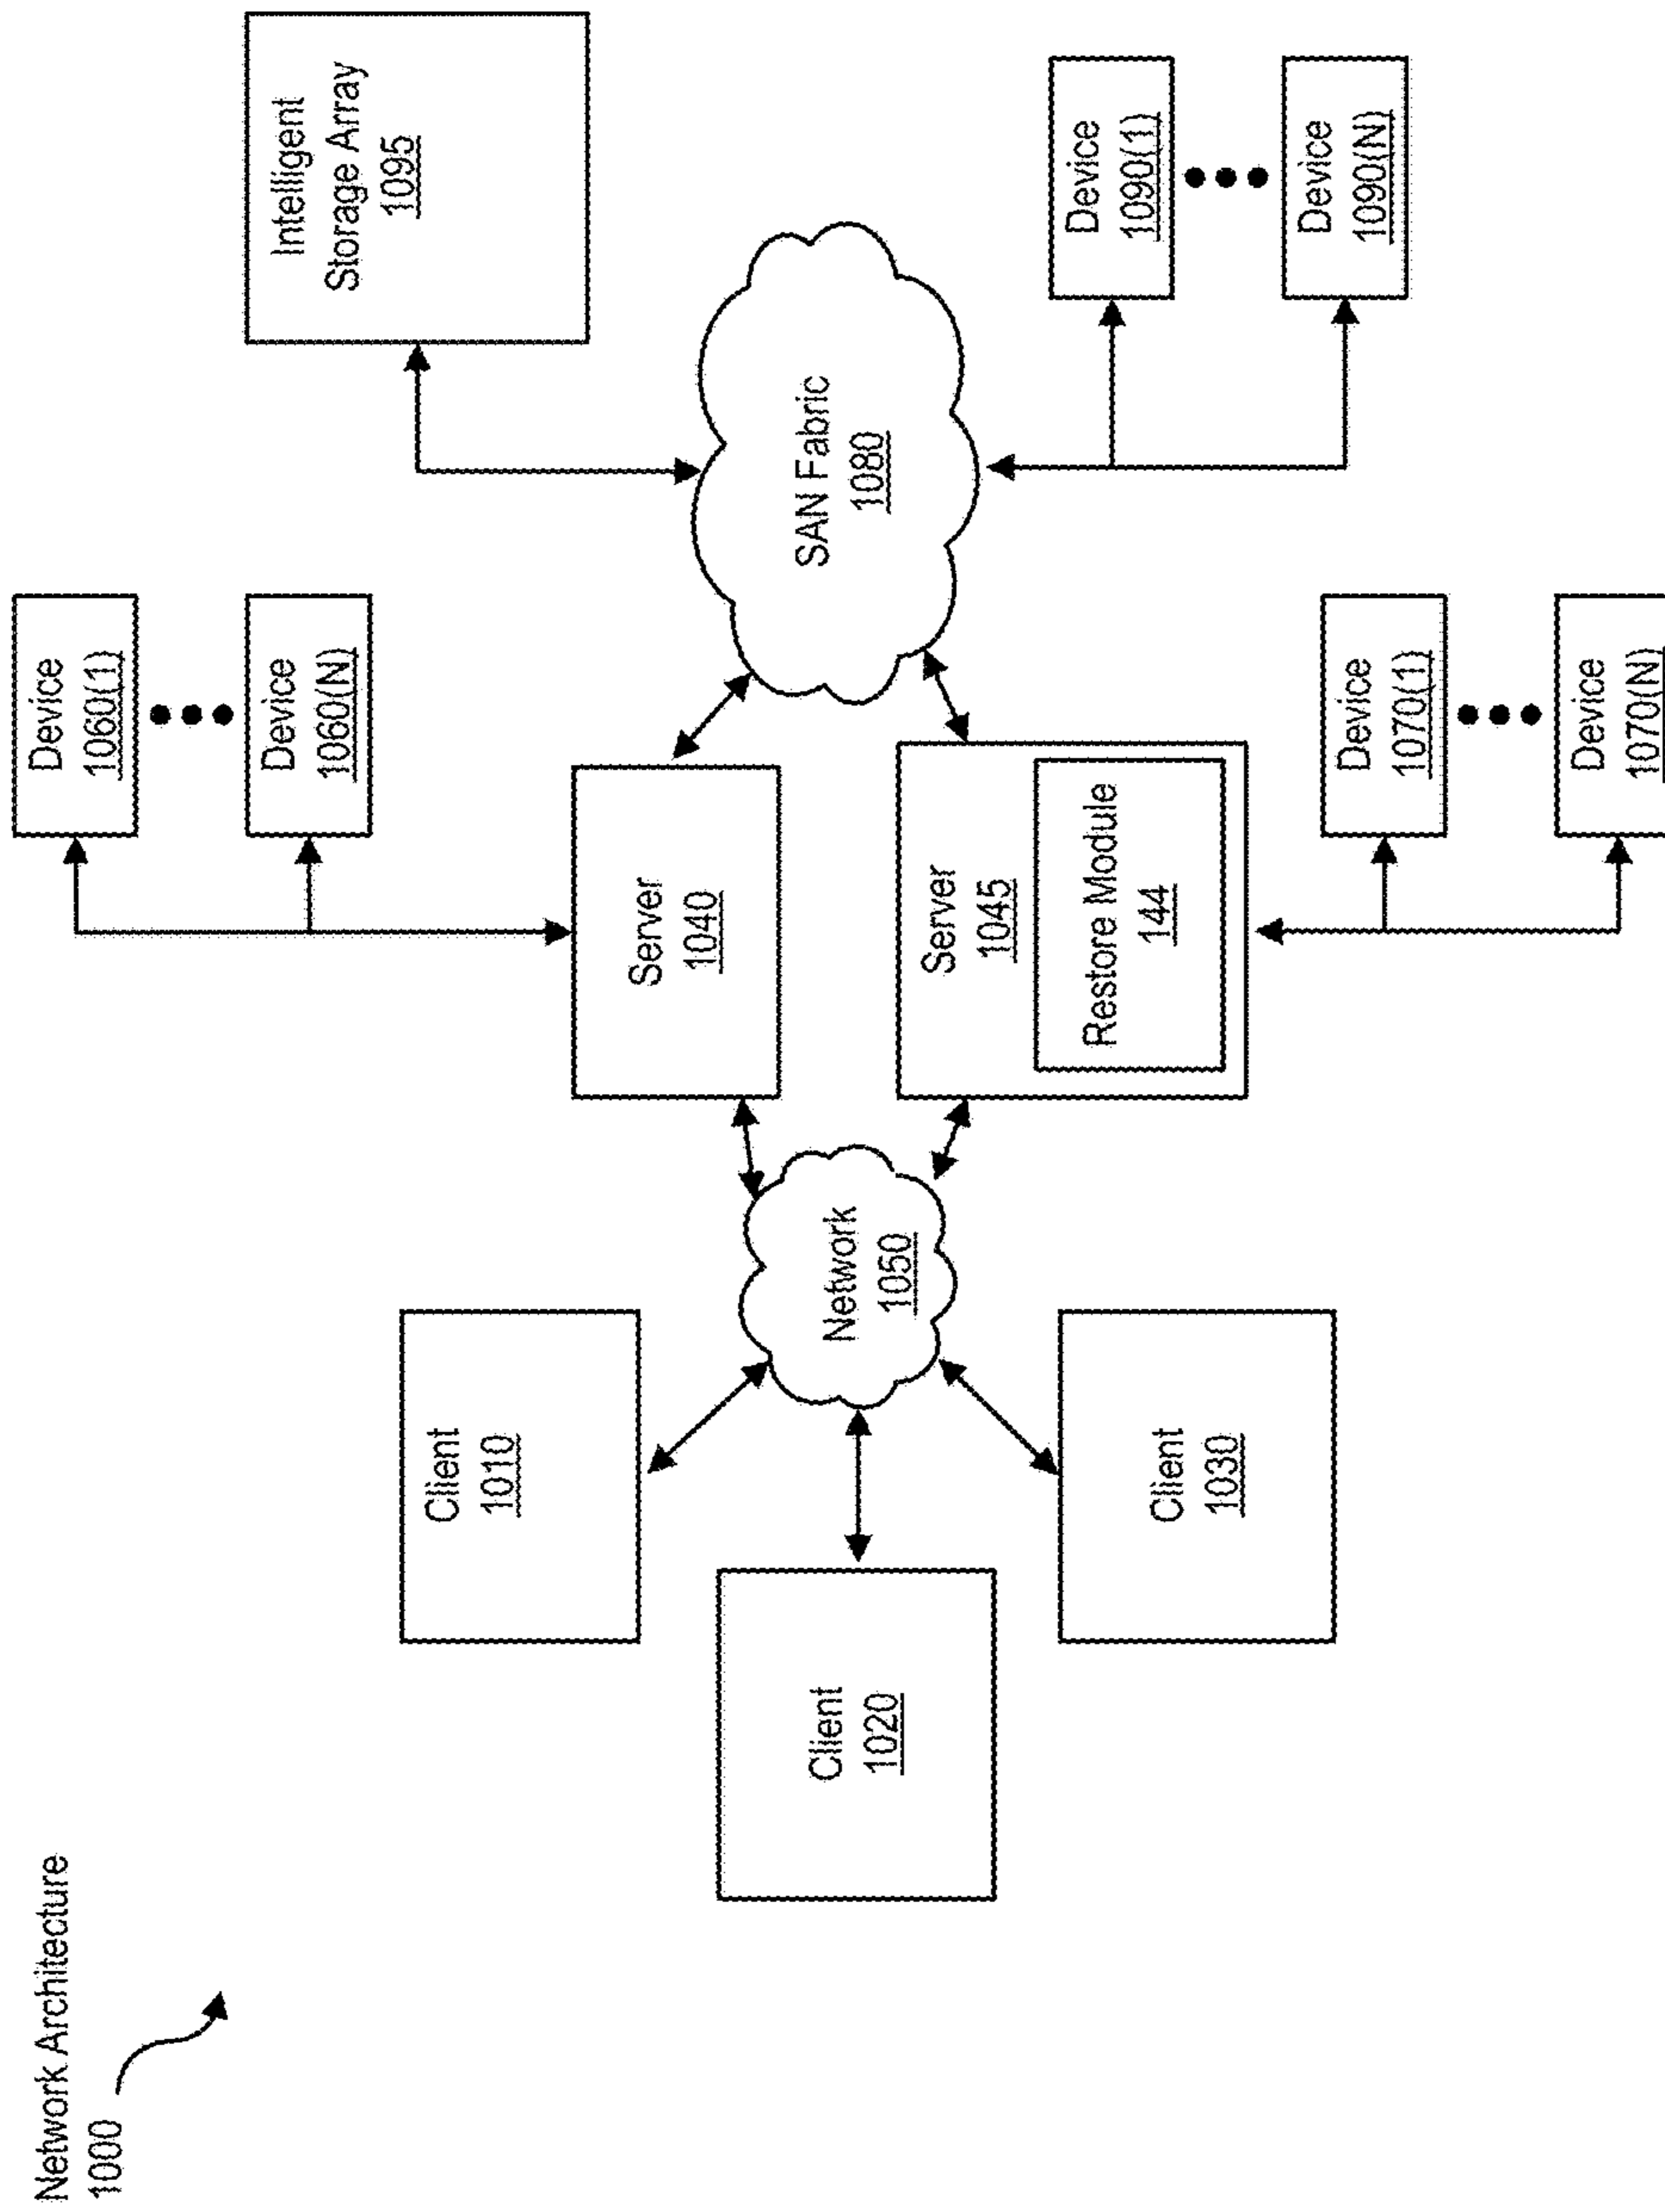 Network Architecture
1000
Device
1060(1)
Device
1060(N)
Intelligent
Storage Array
1095
Client
1010
Server
1040
Client
1020
Network
1050
SAN Fabric
1080
Server
1045
Restore Module
144
Client
1030
Device
1090(1)
Device
1090(N)
Device
1070(1)
Device
1070(N)